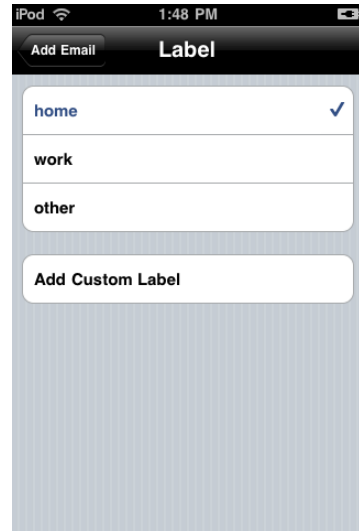 iPod 1:48 PM
Add Email Label
home
work
other
Add Custom Label